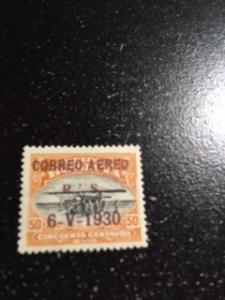 CORREO AEREO
R. S.
6-V-1930
50 50
CINCUENTA CENTAVOS